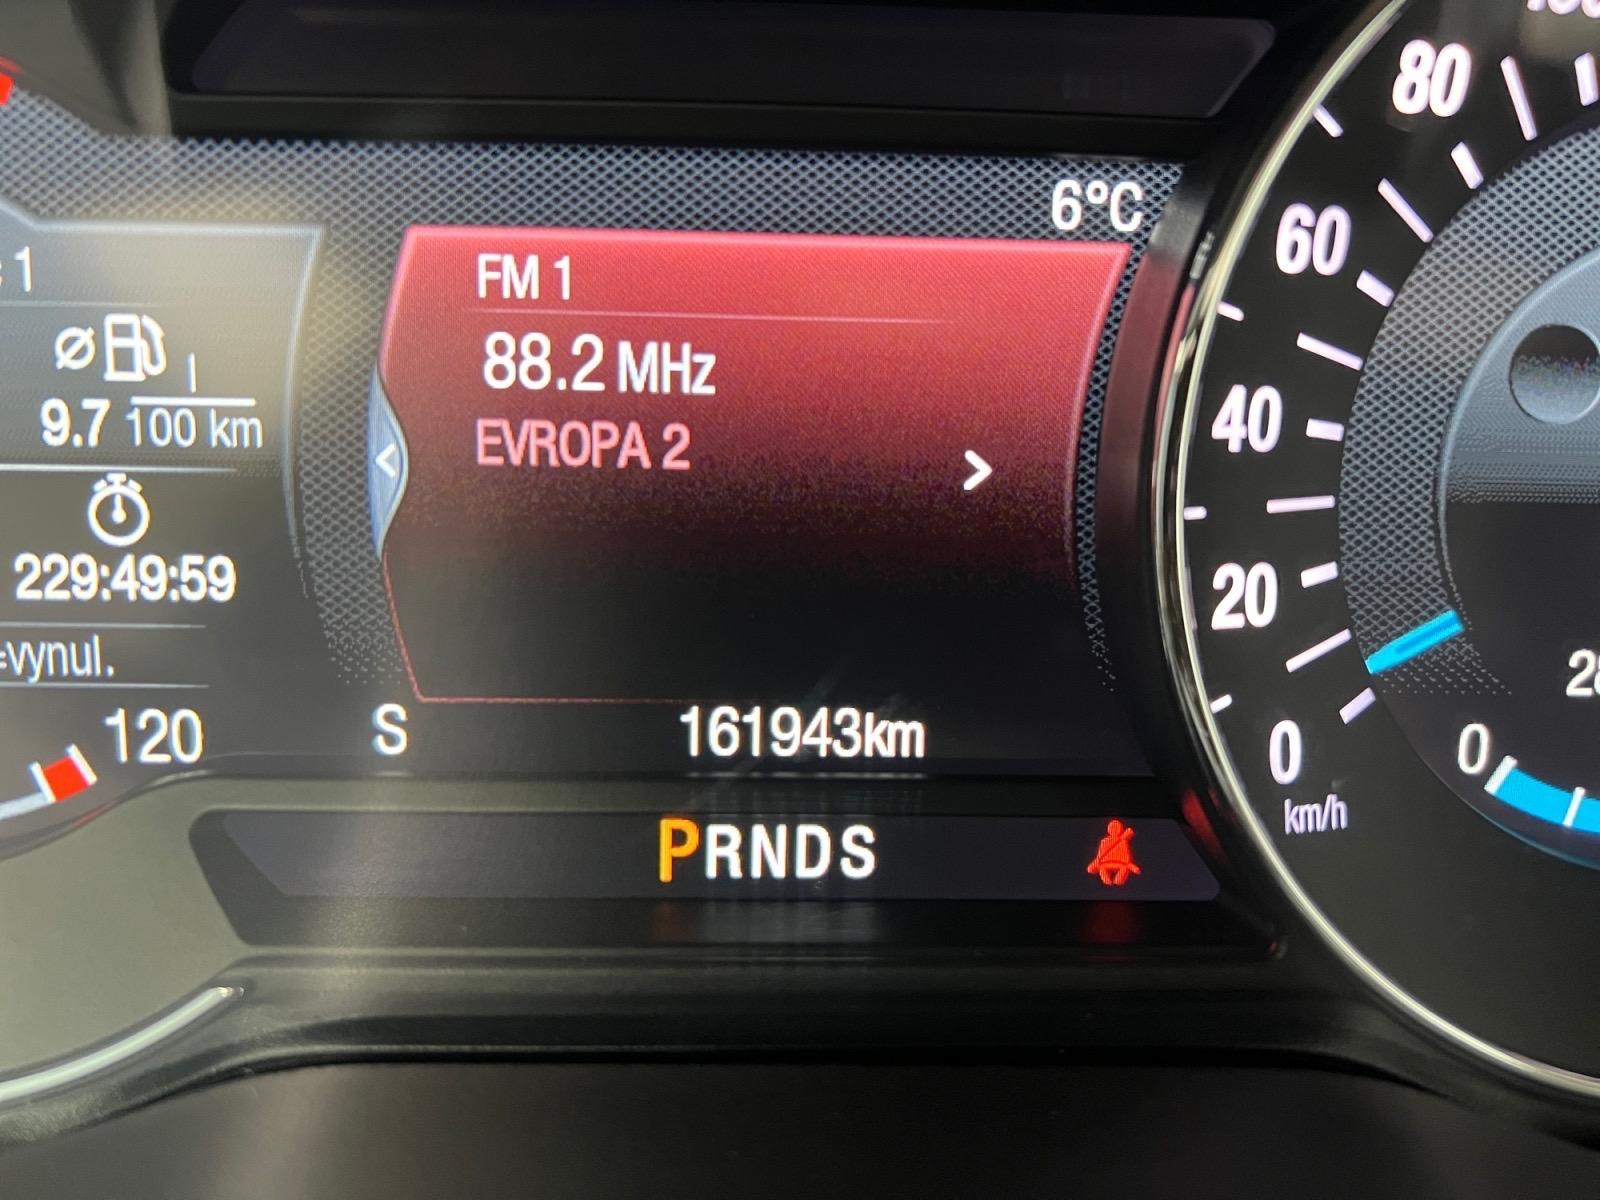 6°C
FM 1
88.2 MHz
EVROPA 2
1
Ø
l
9.7 100 km
229:49:59
=vynul.
120
S
161943km
PRNDS
80
60
40
20
0
km/h
0